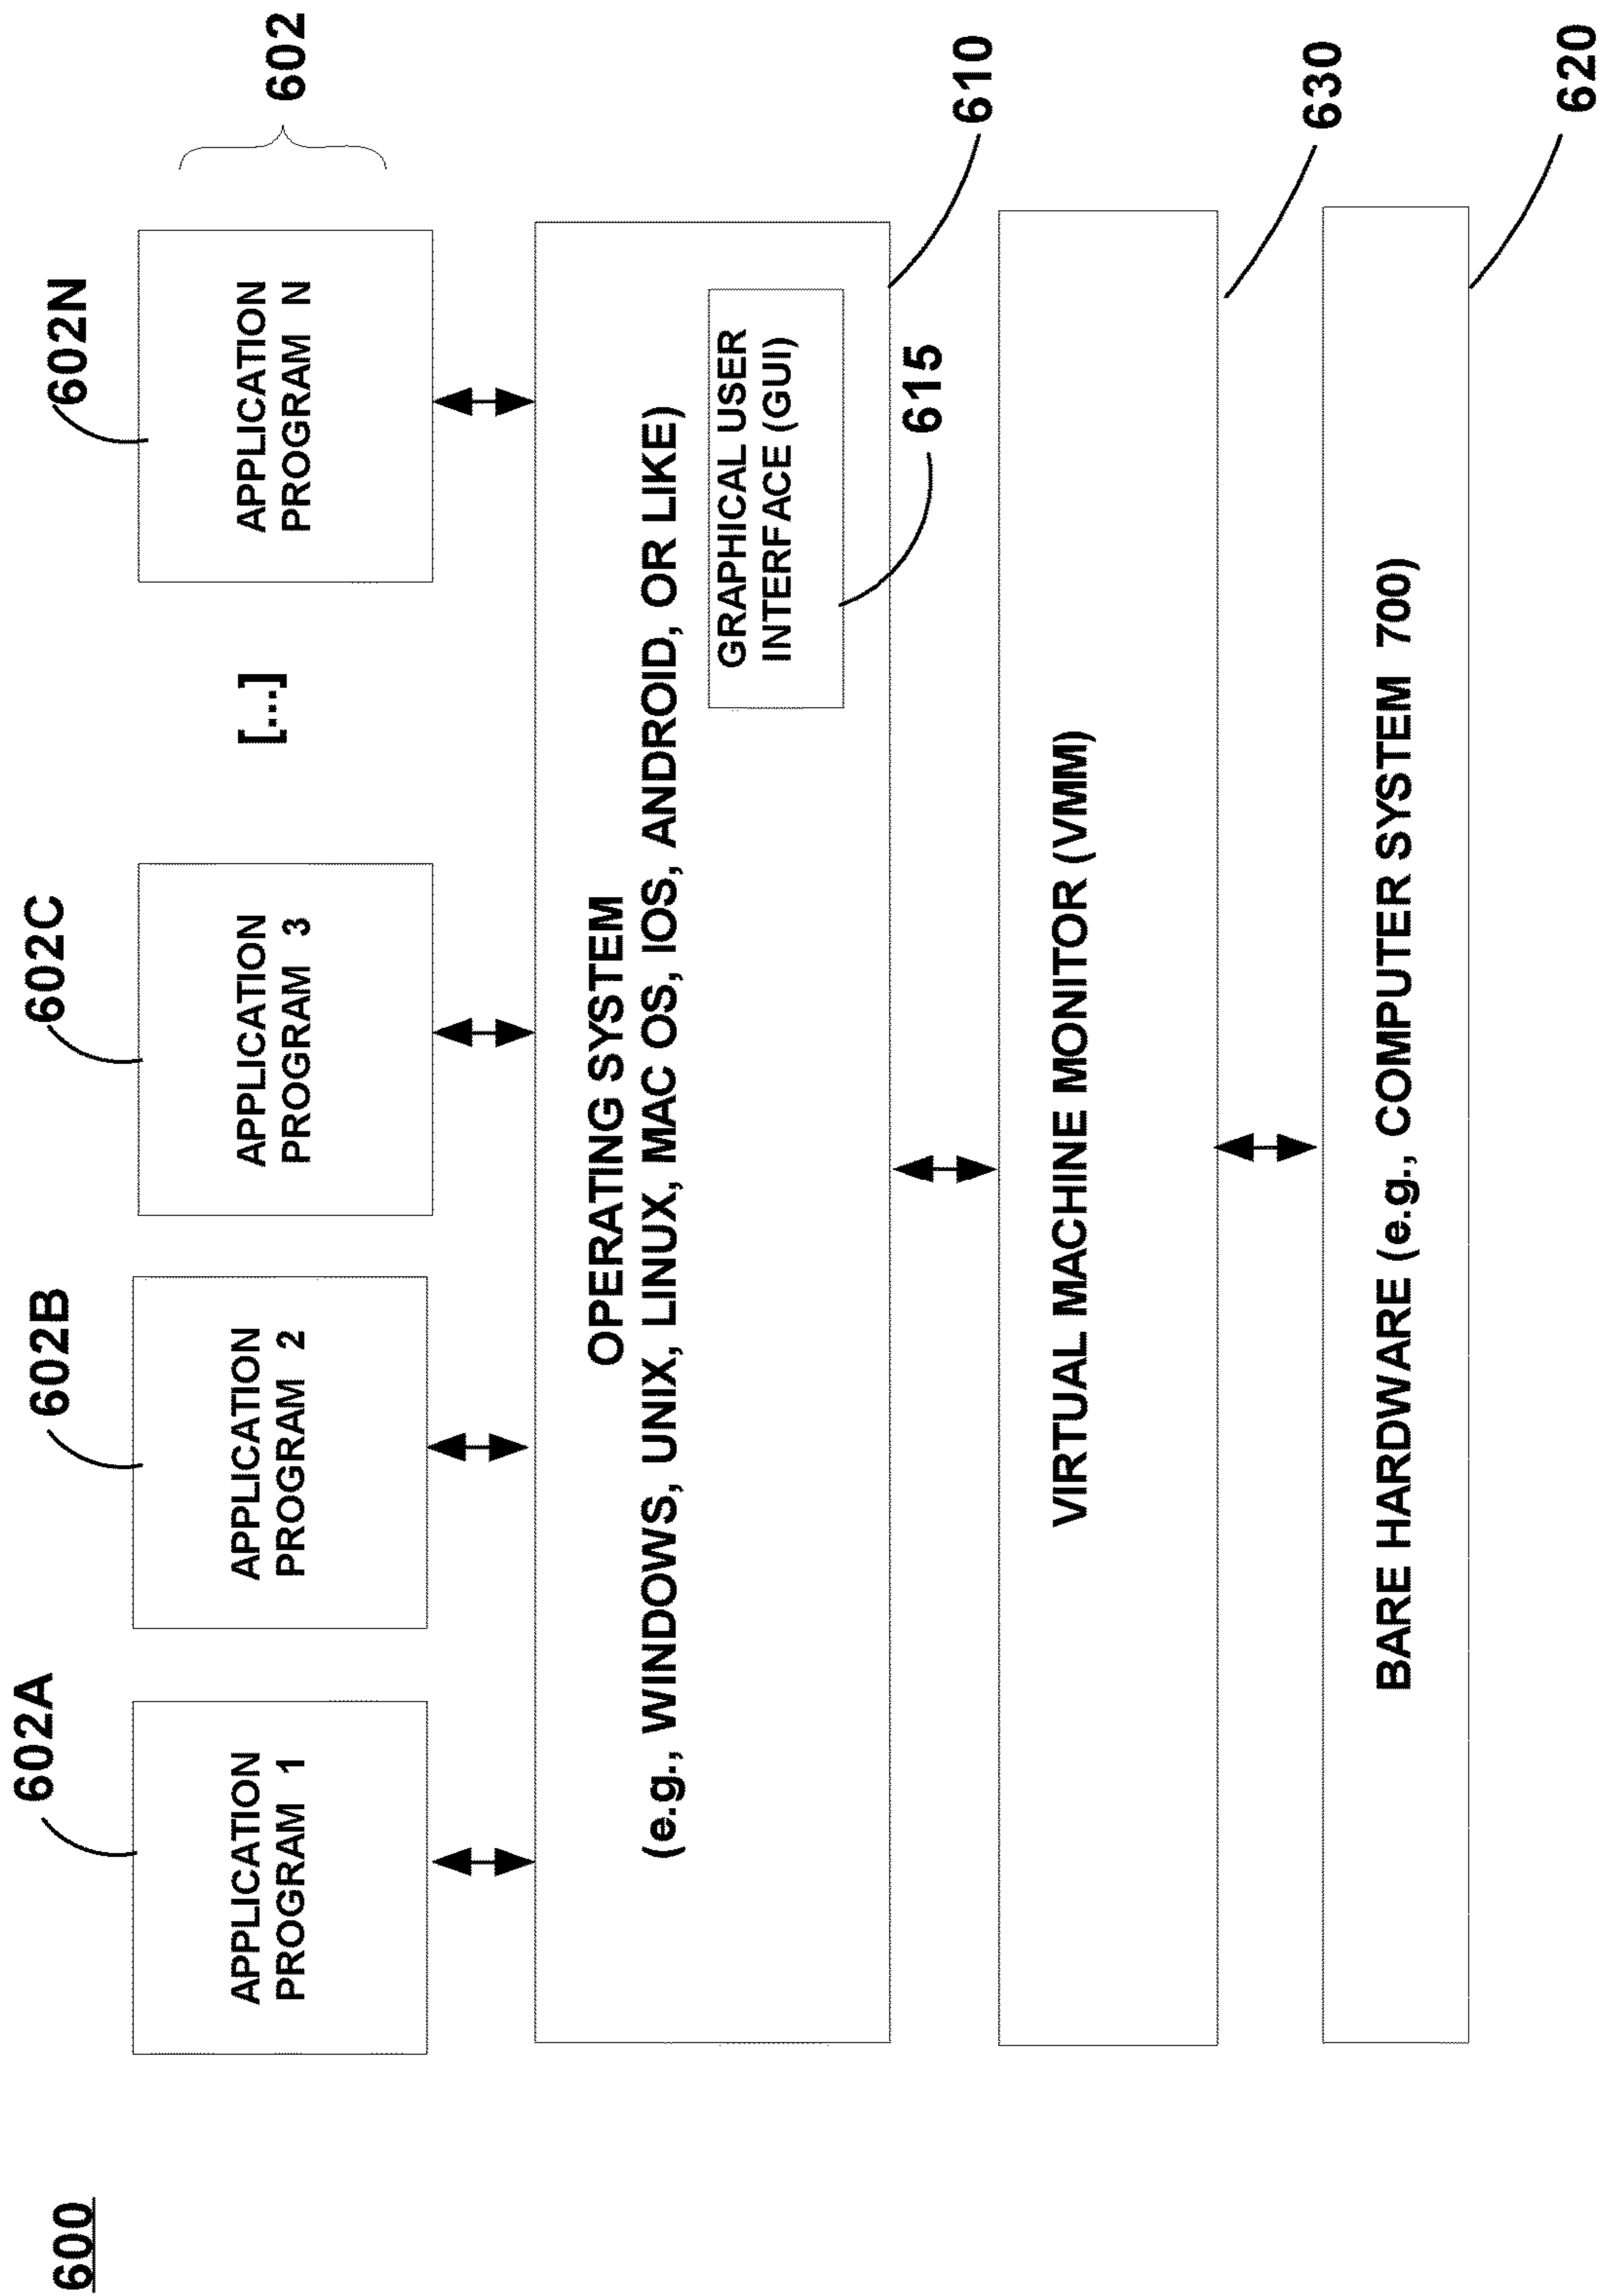 600
602A
602B
602C
602N
602
APPLICATION
PROGRAM 1
APPLICATION
PROGRAM 2
APPLICATION
PROGRAM 3
[...]
APPLICATION
PROGRAM N
OPERATING SYSTEM
(e.g., WINDOWS, UNIX, LINUX, MAC OS, IOS, ANDROID, OR LIKE)
GRAPHICAL USER
INTERFACE (GUI)
610
615
VIRTUAL MACHINE MONITOR (VMM)
630
BARE HARDWARE (e.g., COMPUTER SYSTEM 700)
620